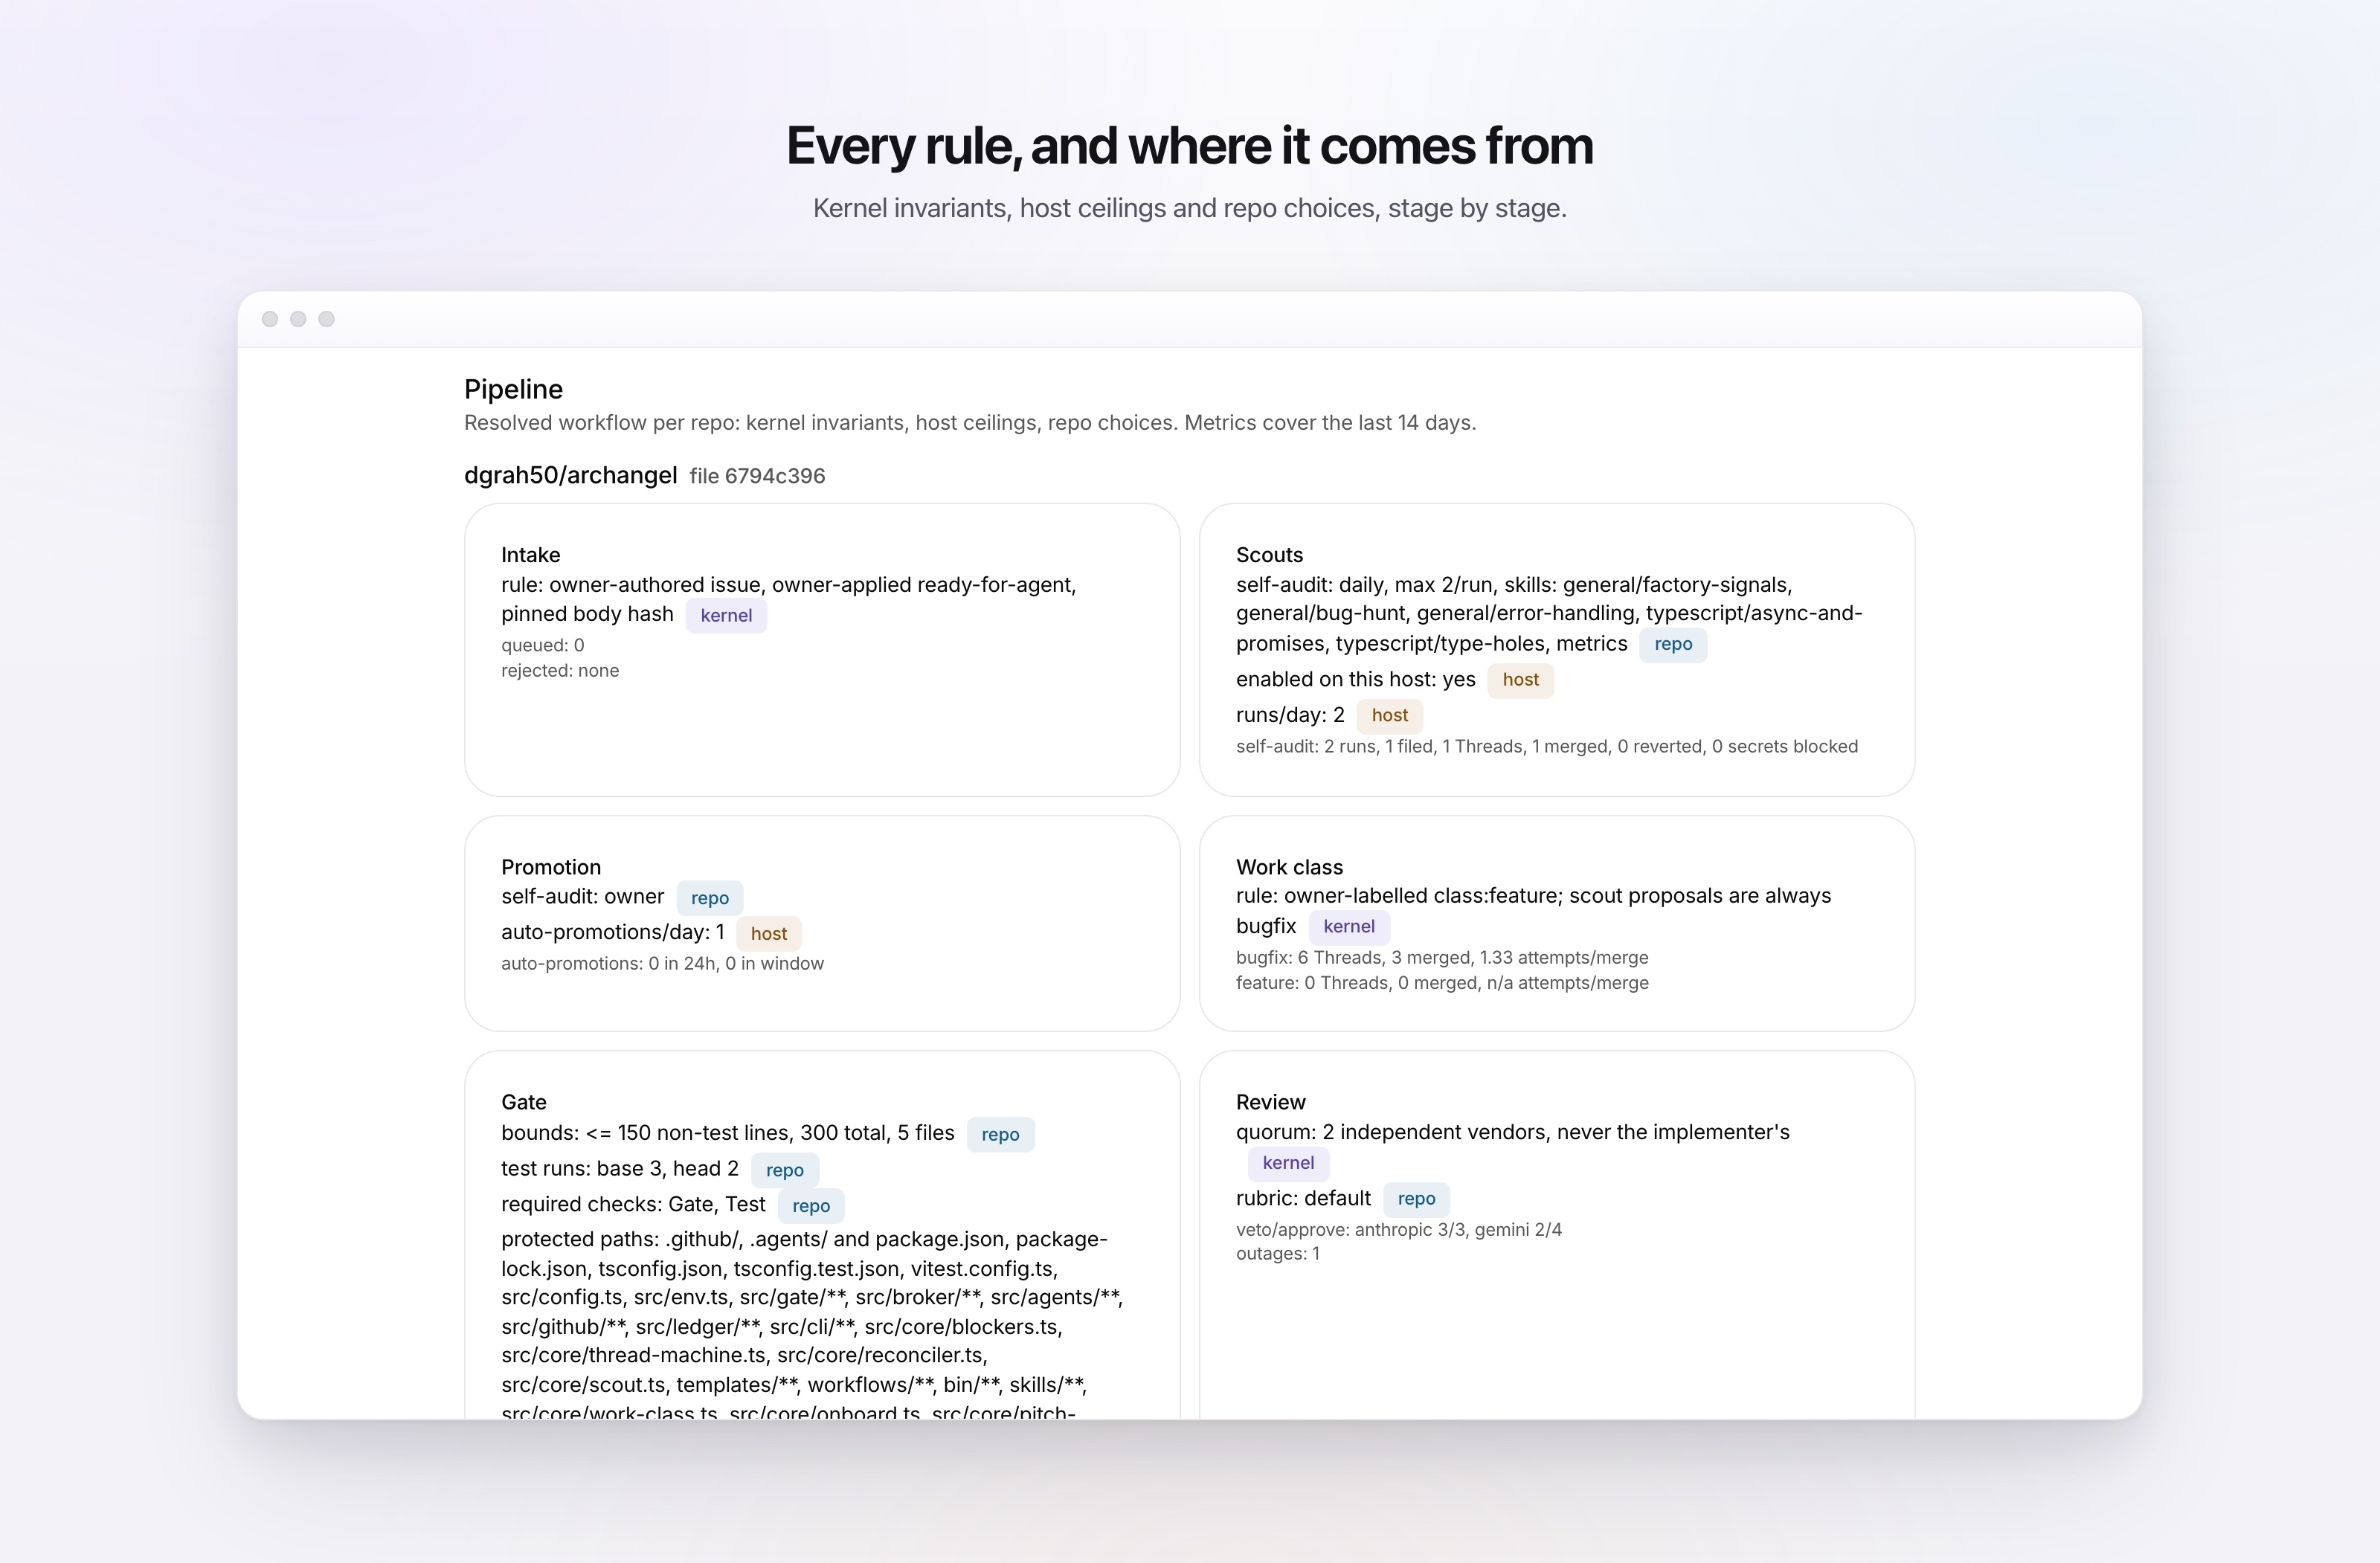 Every rule, and where it comes from
Kernel invariants, host ceilings and repo choices, stage by stage.
Pipeline
Resolved workflow per repo: kernel invariants, host ceilings, repo choices. Metrics cover the last 14 days.
dgrah50/archangel file 6794c396
Intake
rule: owner-authored issue, owner-applied ready-for-agent,
pinned body hash kernel
queued: 0
rejected: none
Scouts
self-audit: daily, max 2/run, skills: general/factory-signals,
general/bug-hunt, general/error-handling, typescript/async-and-
promises, typescript/type-holes, metrics repo
enabled on this host: yes host
runs/day: 2 host
self-audit: 2 runs, 1 filed, 1 Threads, 1 merged, 0 reverted, 0 secrets blocked
Promotion
self-audit: owner repo
auto-promotions/day: 1 host
auto-promotions: 0 in 24h, 0 in window
Work class
rule: owner-labelled class:feature; scout proposals are always
bugfix kernel
bugfix: 6 Threads, 3 merged, 1.33 attempts/merge
feature: 0 Threads, 0 merged, n/a attempts/merge
Gate
bounds: <= 150 non-test lines, 300 total, 5 files repo
test runs: base 3, head 2 repo
required checks: Gate, Test repo
protected paths: .github/, .agents/ and package.json, package-
lock.json, tsconfig.json, tsconfig.test.json, vitest.config.ts,
src/config.ts, src/env.ts, src/gate/**, src/broker/**, src/agents/**,
src/github/**, src/ledger/**, src/cli/**, src/core/blockers.ts,
src/core/thread-machine.ts, src/core/reconciler.ts,
src/core/scout.ts, templates/**, workflows/**, bin/**, skills/**,
src/core/work-class.ts, src/core/onboard.ts, src/core/pitch-
Review
quorum: 2 independent vendors, never the implementer's
kernel
rubric: default repo
veto/approve: anthropic 3/3, gemini 2/4
outages: 1